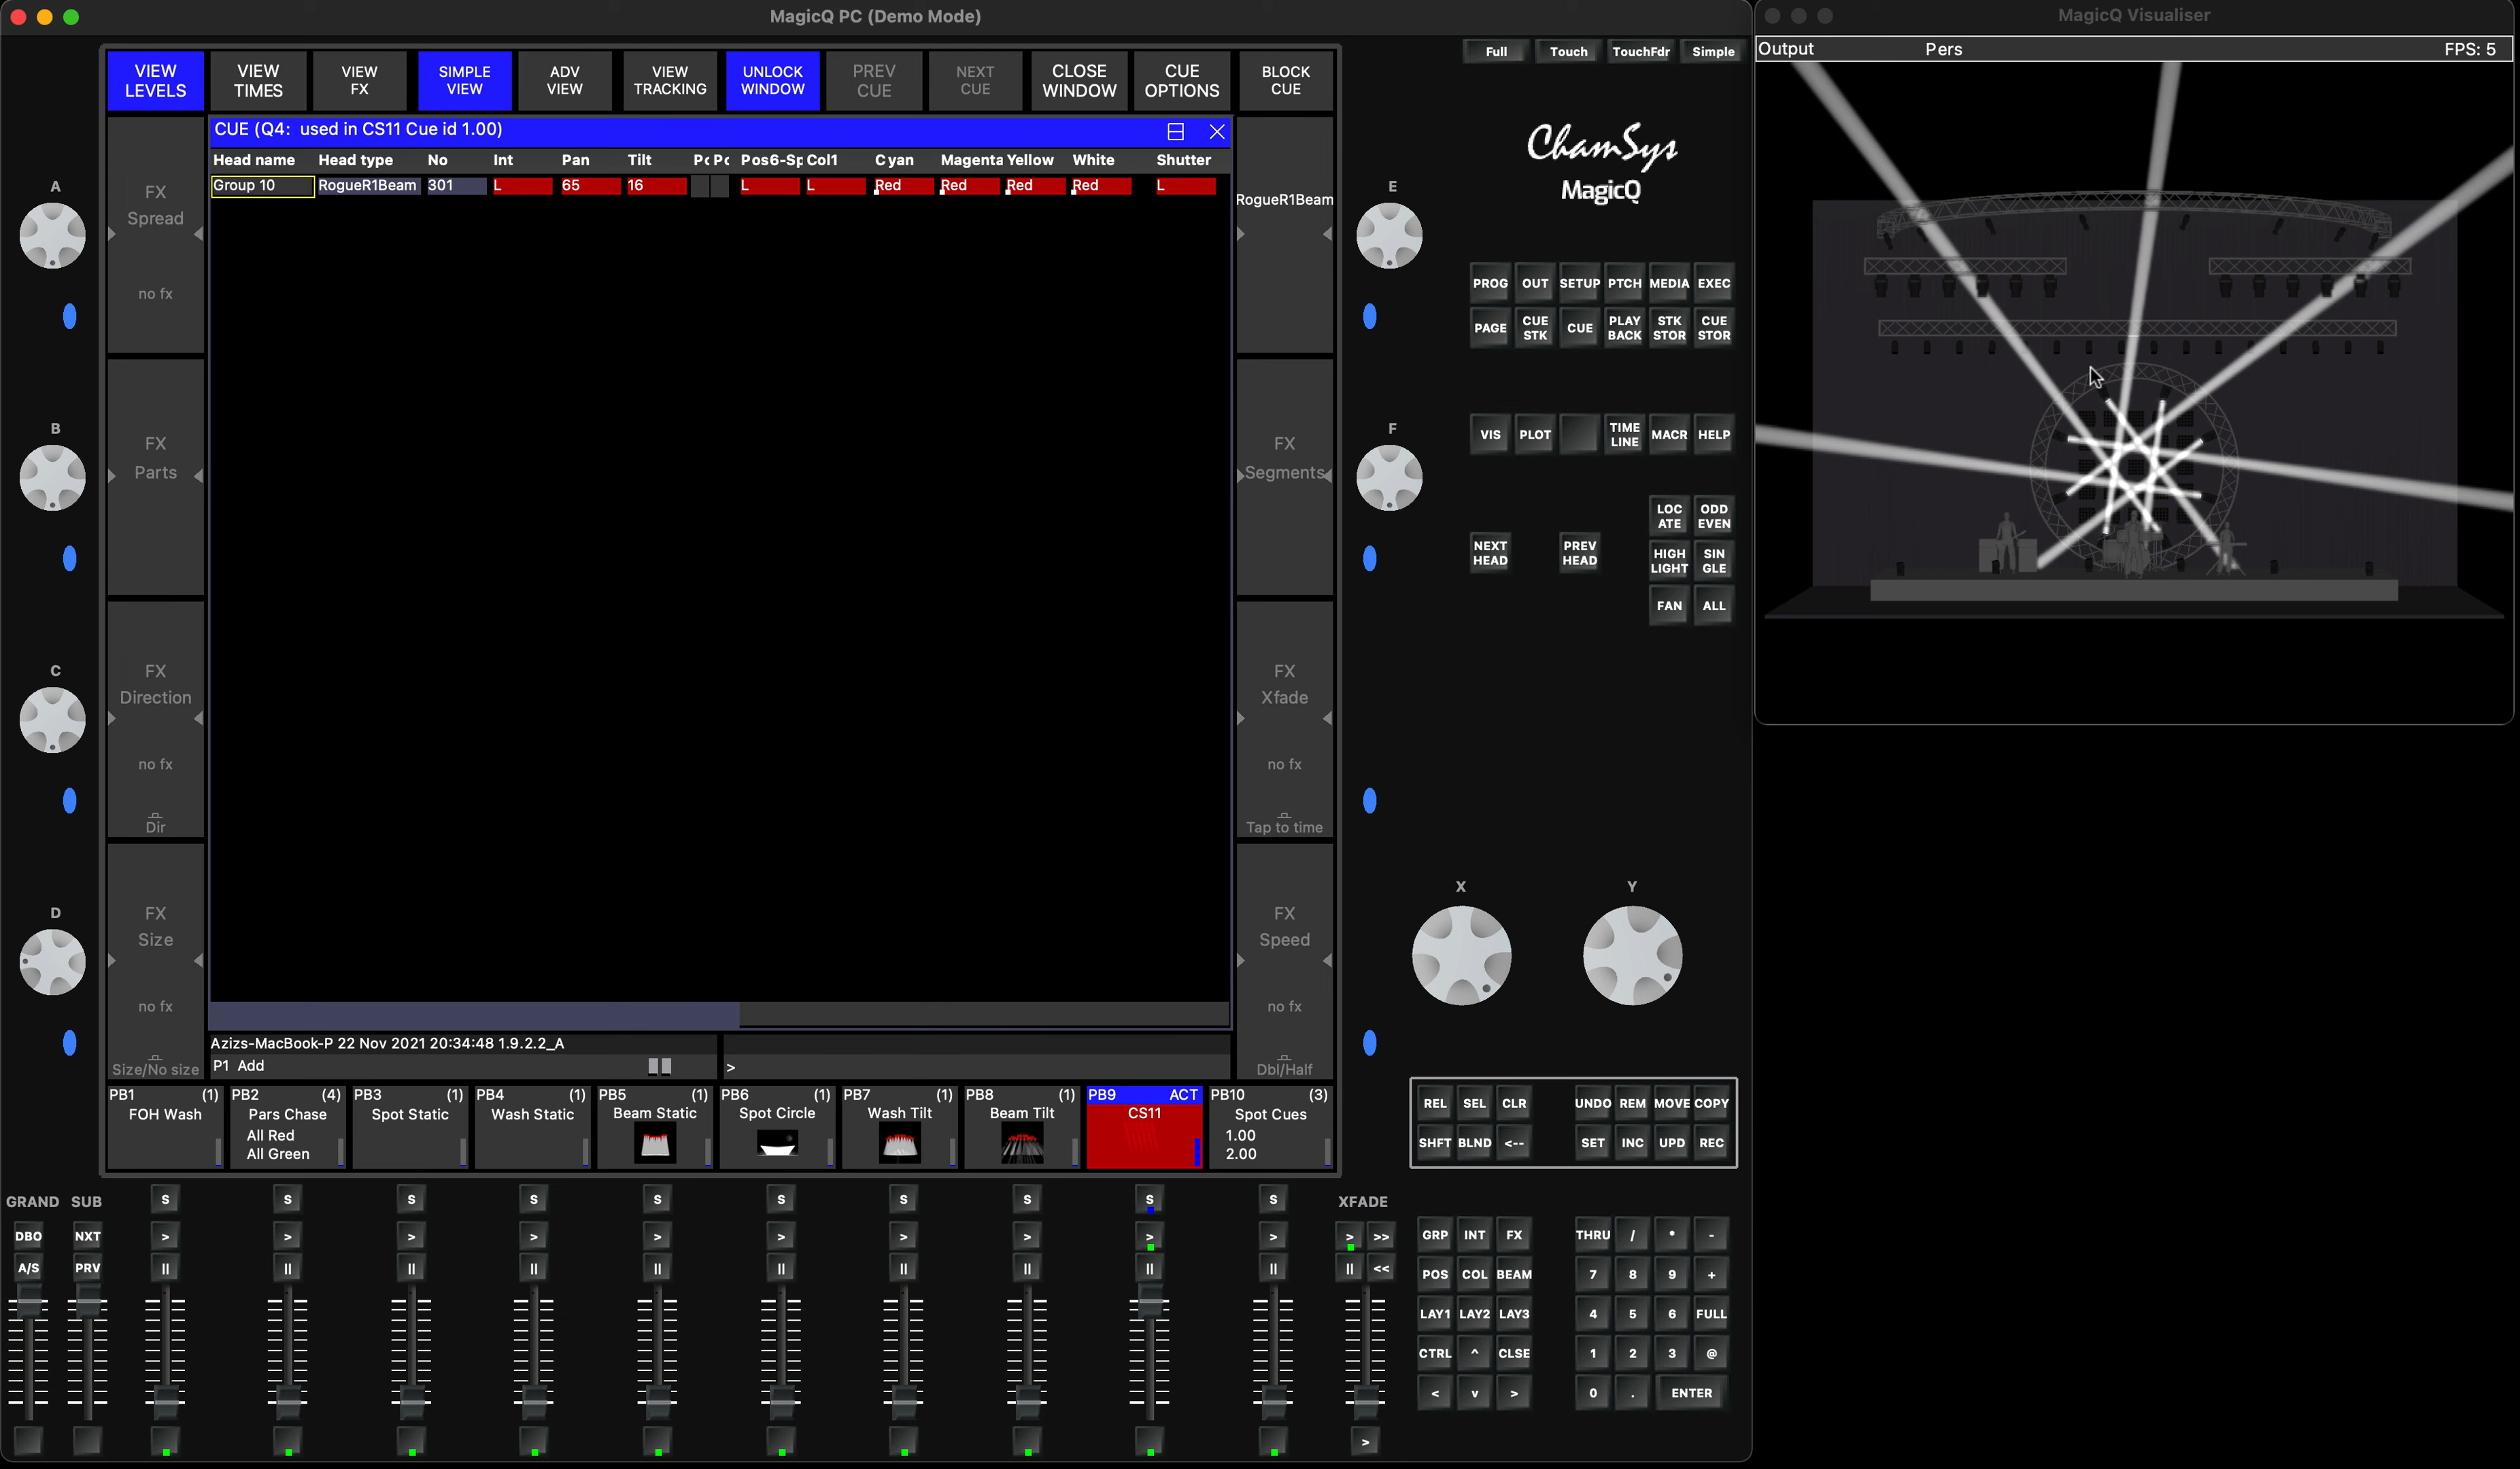 MagicQ PC (Demo Mode)
MagicQ Visualiser
Full Touch TouchFdr Simple
Output Pers FPS: 5
VIEW LEVELS
VIEW TIMES
VIEW FX
SIMPLE VIEW
ADV VIEW
VIEW TRACKING
UNLOCK WINDOW
PREV CUE
NEXT CUE
CLOSE WINDOW
CUE OPTIONS
BLOCK CUE
CUE (Q4: used in CS11 Cue id 1.00)
Head name Head type No Int Pan Tilt Pos6-Sp Col1 Cyan Magenta Yellow White Shutter
Group 10 RogueR1Beam 301 L 65 16 L L Red Red Red Red L
A
FX
Spread
no fx
B
FX
Parts
C
FX
Direction
no fx
Dir
D
FX
Size
no fx
Size/No size
RogueR1Beam
E
FX
Segments
F
FX
Xfade
no fx
Tap to time
FX
Speed
no fx
Dbl/Half
ChamSys
MagicQ
PROG OUT SETUP PTCH MEDIA EXEC
PAGE CUE STK CUE PLAY BACK STK STOR CUE STOR
VIS PLOT TIME LINE MACR HELP
LOC ATE ODD EVEN
NEXT HEAD PREV HEAD HIGH LIGHT SIN GLE
FAN ALL
X Y
Azizs-MacBook-P 22 Nov 2021 20:34:48 1.9.2.2_A
P1 Add
>
PB1 (1)
FOH Wash
PB2 (4)
Pars Chase
All Red
All Green
PB3 (1)
Spot Static
PB4 (1)
Wash Static
PB5 (1)
Beam Static
PB6 (1)
Spot Circle
PB7 (1)
Wash Tilt
PB8 (1)
Beam Tilt
PB9 ACT
CS11
PB10 (3)
Spot Cues
1.00
2.00
REL SEL CLR UNDO REM MOVE COPY
SHFT BLND <-- SET INC UPD REC
GRAND SUB S S S S S S S S S S XFADE
DBO NXT > > > > > > > > > > > >>
A/S PRV II II II II II II II II II II II <<
>
GRP INT FX THRU / * -
POS COL BEAM 7 8 9 +
LAY1 LAY2 LAY3 4 5 6 FULL
CTRL ^ CLSE 1 2 3 @
< v > 0 . ENTER